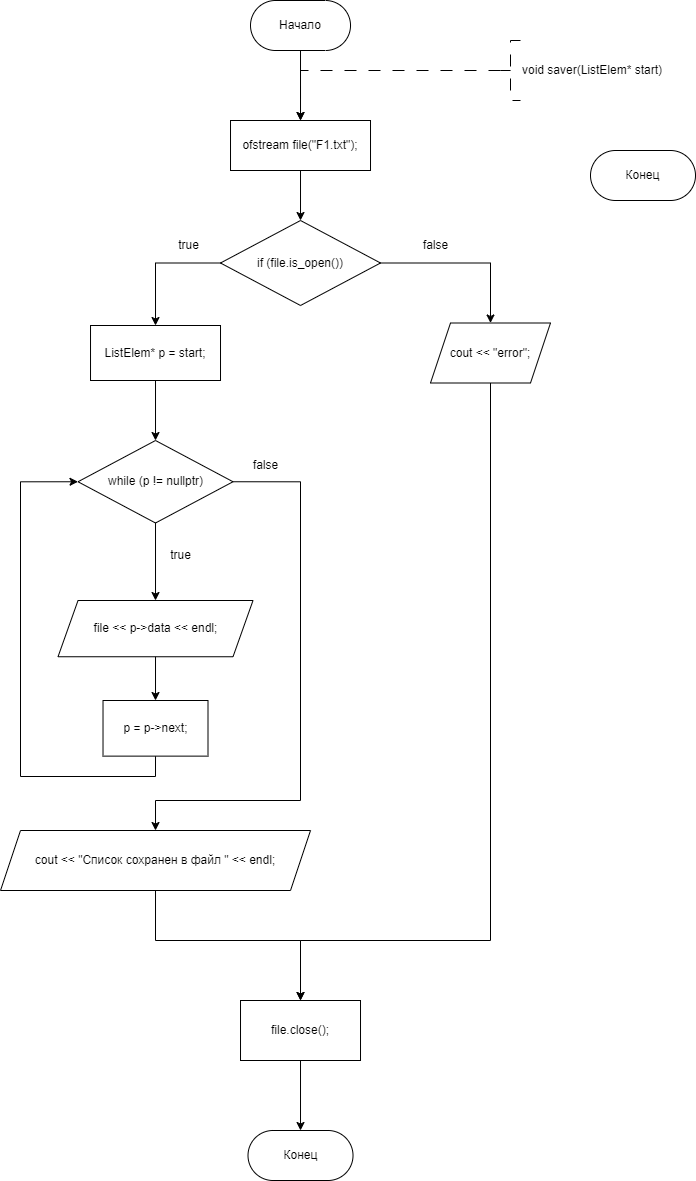 Начало
void saver(ListElem* start)
ofstream file("F1.txt");
Конец
if (file.is_open())
true
false
ListElem* p = start;
cout << "error";
while (p != nullptr)
false
true
file << p->data << endl;
p = p->next;
cout << "Список сохранен в файл " << endl;
file.close();
Конец